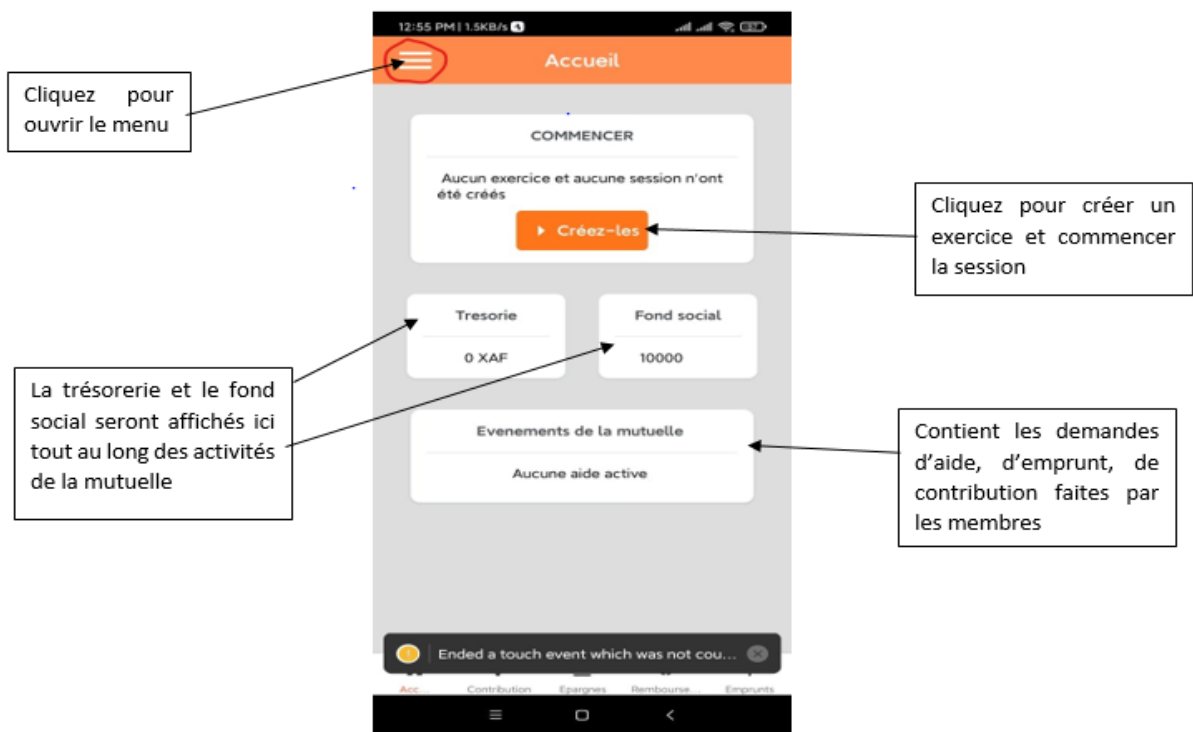 12:55 PM | 1.5KB/s
Accueil
Cliquez pour
ouvrir le menu
COMMENCER
Aucun exercice et aucune session n'ont
été créés
Créez-les
Cliquez pour créer un
exercice et commencer
la session
Tresorie
Fond social
0 XAF
10000
La trésorerie et le fond
social seront affichés ici
tout au long des activités
de la mutuelle
Evenements de la mutuelle
Aucune aide active
Contient les demandes
d'aide, d'emprunt, de
contribution faites par
les membres
Ended a touch event which was not cou...
Acc...
Contribution
Epargnes
Rembourse...
Emprunts